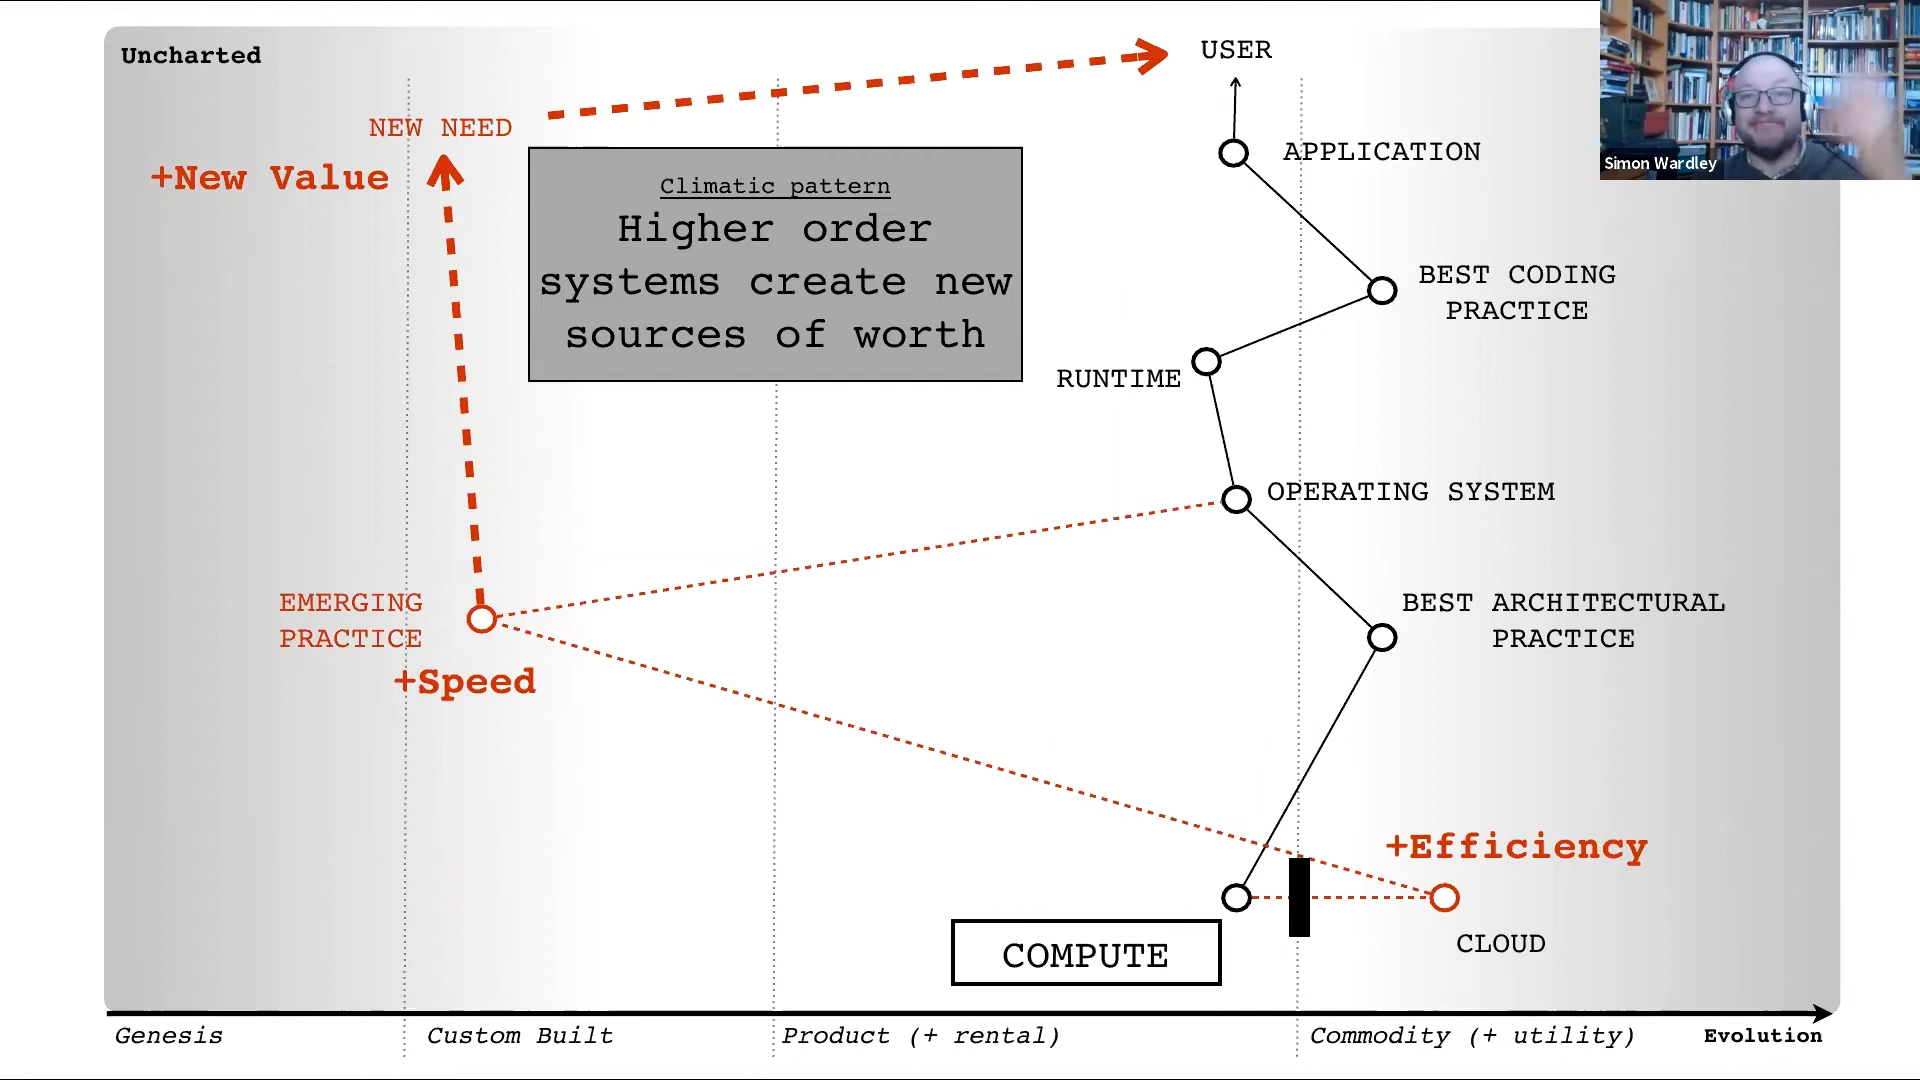 Uncharted
USER
NEW NEED
+New Value
APPLICATION
Simon Wardley
Climatic pattern
Higher order
systems create new
sources of worth
BEST CODING
PRACTICE
RUNTIME
OPERATING SYSTEM
EMERGING
PRACTICE
+Speed
BEST ARCHITECTURAL
PRACTICE
+Efficiency
CLOUD
COMPUTE
Genesis
Custom Built
Product (+ rental)
Commodity (+ utility)
Evolution